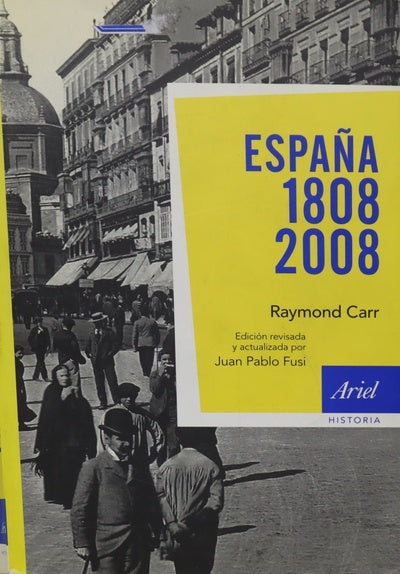 ESPAÑA
1808
2008
Raymond Carr
Edición revisada
y actualizada por
Juan Pablo Fusi
Ariel
HISTORIA